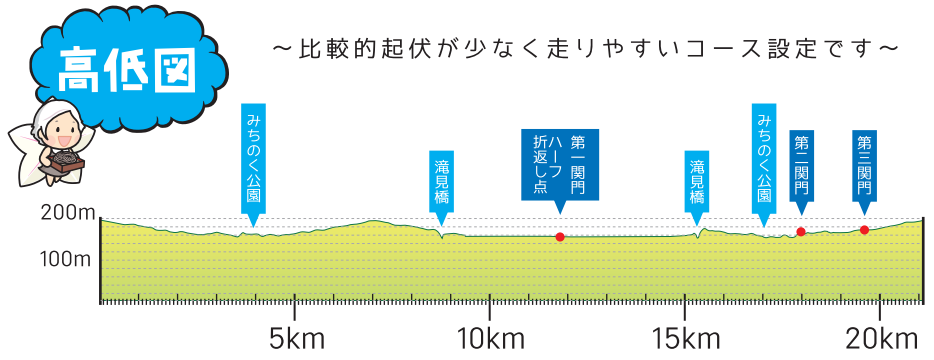 高低図
～比較的起伏が少なく走りやすいコース設定です～
みちのく公園
滝見橋
第一関門
ハーフ
折返し点
滝見橋
みちのく公園
第二関門
第三関門
200m
100m
5km
10km
15km
20km